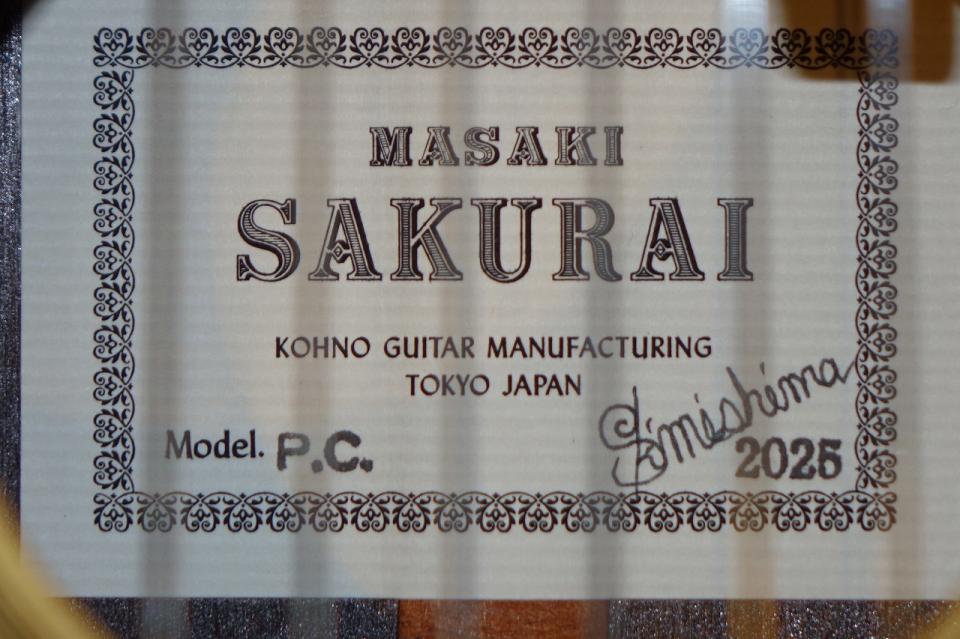 MASAKI
SAKURAI
KOHNO GUITAR MANUFACTURING
TOKYO JAPAN
Model. P.C.
2025